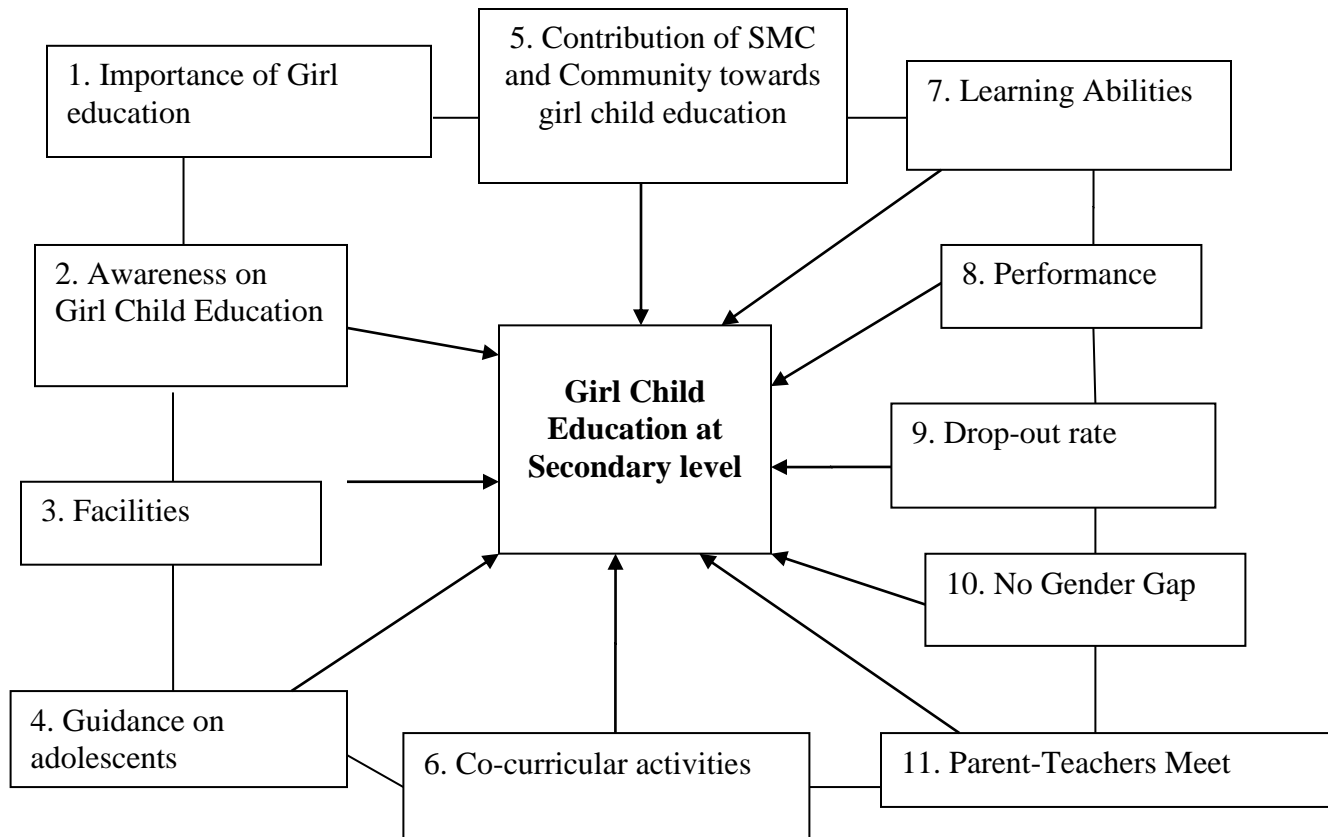 1. Importance of Girl
education
5. Contribution of SMC
and Community towards
girl child education
7. Learning Abilities
2. Awareness on
Girl Child Education
8. Performance
Girl Child
Education at
Secondary level
9. Drop-out rate
3. Facilities
10. No Gender Gap
4. Guidance on
adolescents
6. Co-curricular activities
11. Parent-Teachers Meet